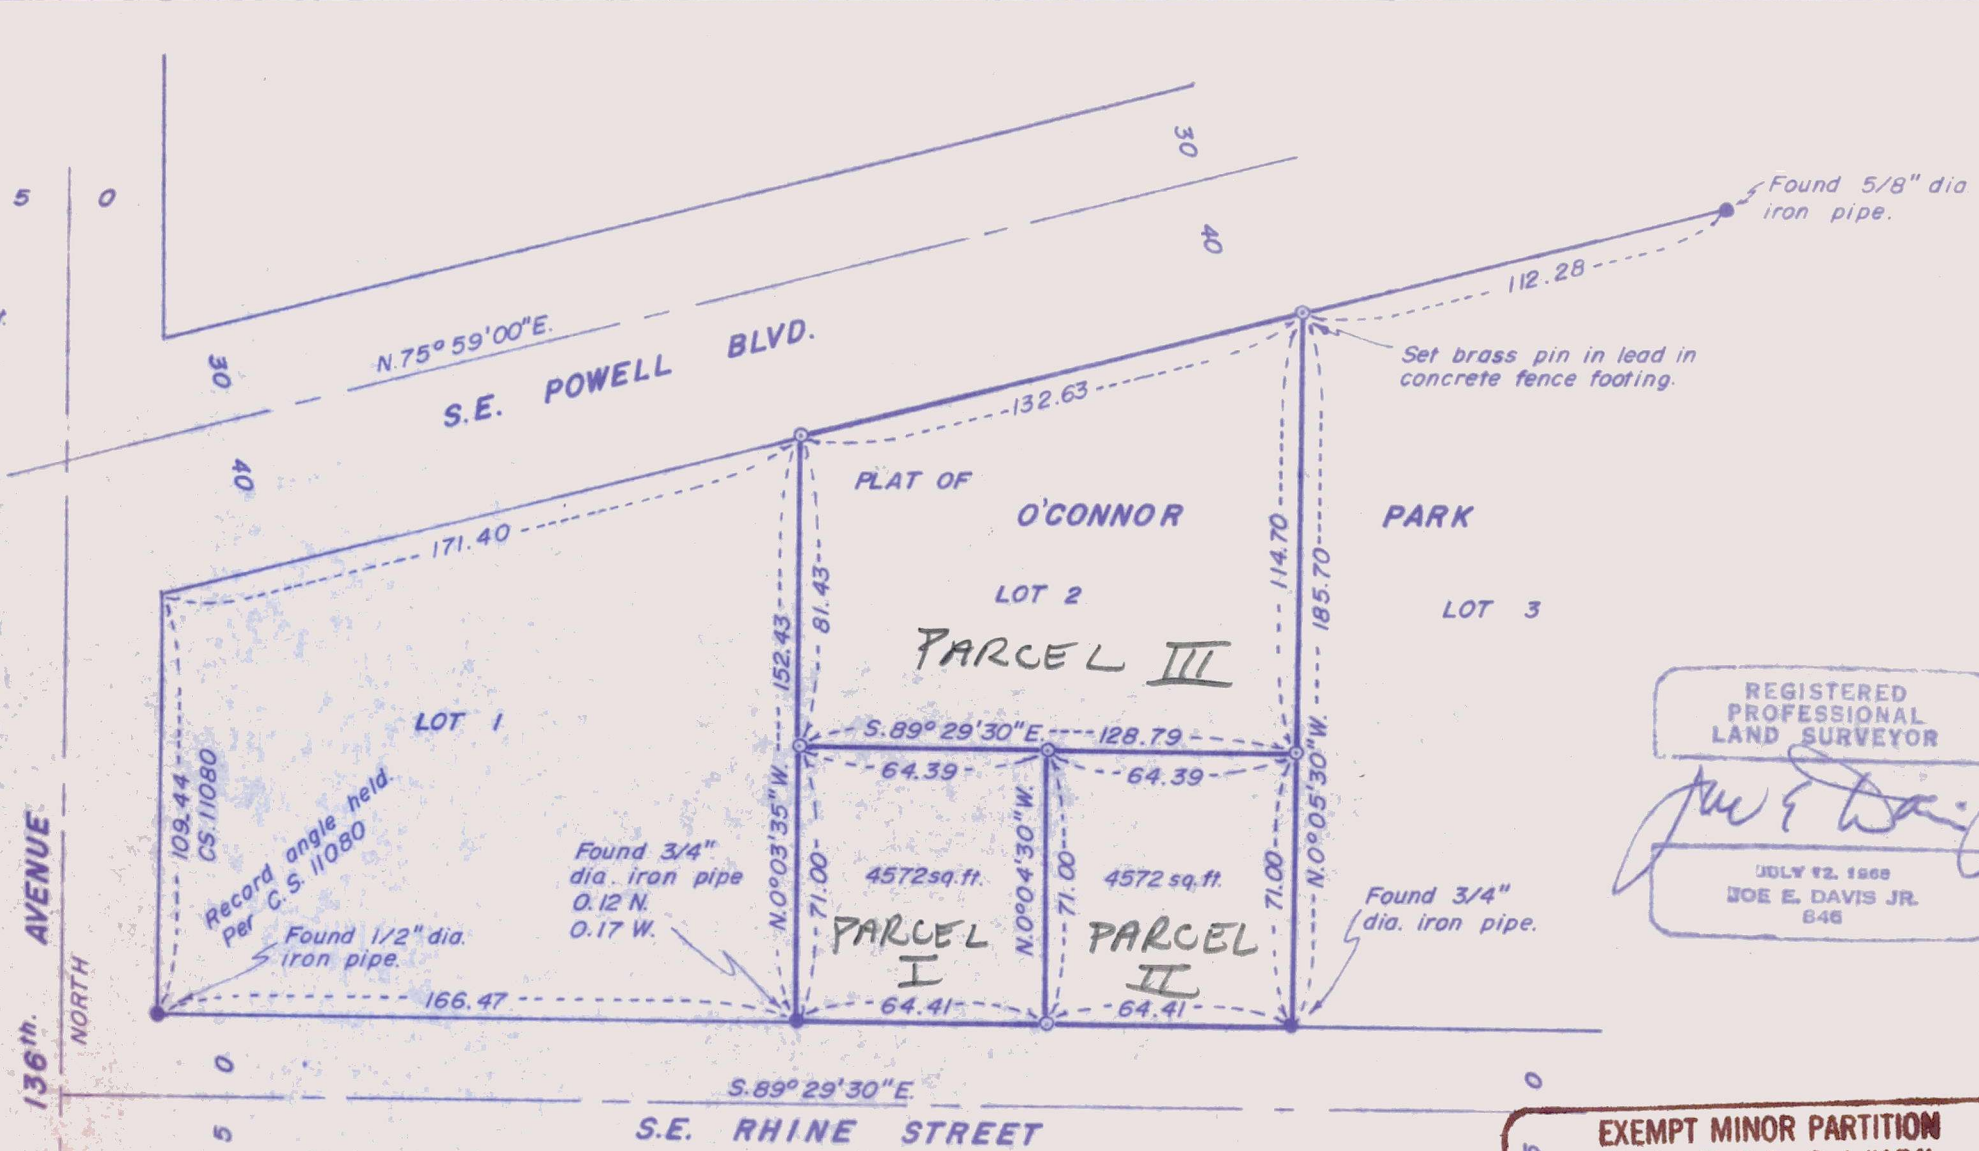 30
5 0
Found 5/8" dia
iron pipe.
40
112.28
N.75°59'00"E.
S.E. POWELL BLVD.
30
Set brass pin in lead in
concrete fence footing.
132.63
40
PLAT OF
O'CONNOR PARK
171.40
114.70
185.70
81.43
152.43
LOT 2
LOT 3
PARCEL III
LOT 1
S.89°29'30"E. 128.79
64.39
64.39
REGISTERED
PROFESSIONAL
LAND SURVEYOR
JULY 12, 1968
JOE E. DAVIS JR.
846
109.44
CS.11080
Record angle held.
Per C.S. 11080
Found 3/4"
dia. iron pipe
0.12 N.
0.17 W.
N.0°03'35"W.
71.00
4572 sq.ft.
PARCEL
I
N.0°04'30"W.
71.00
4572 sq.ft.
PARCEL
II
71.00
N.0°05'30"W.
Found 3/4"
dia. iron pipe.
Found 1/2" dia.
iron pipe.
166.47
64.41
64.41
136th. AVENUE
NORTH
0
5
S.89°29'30"E.
S.E. RHINE STREET
0
EXEMPT MINOR PARTITION